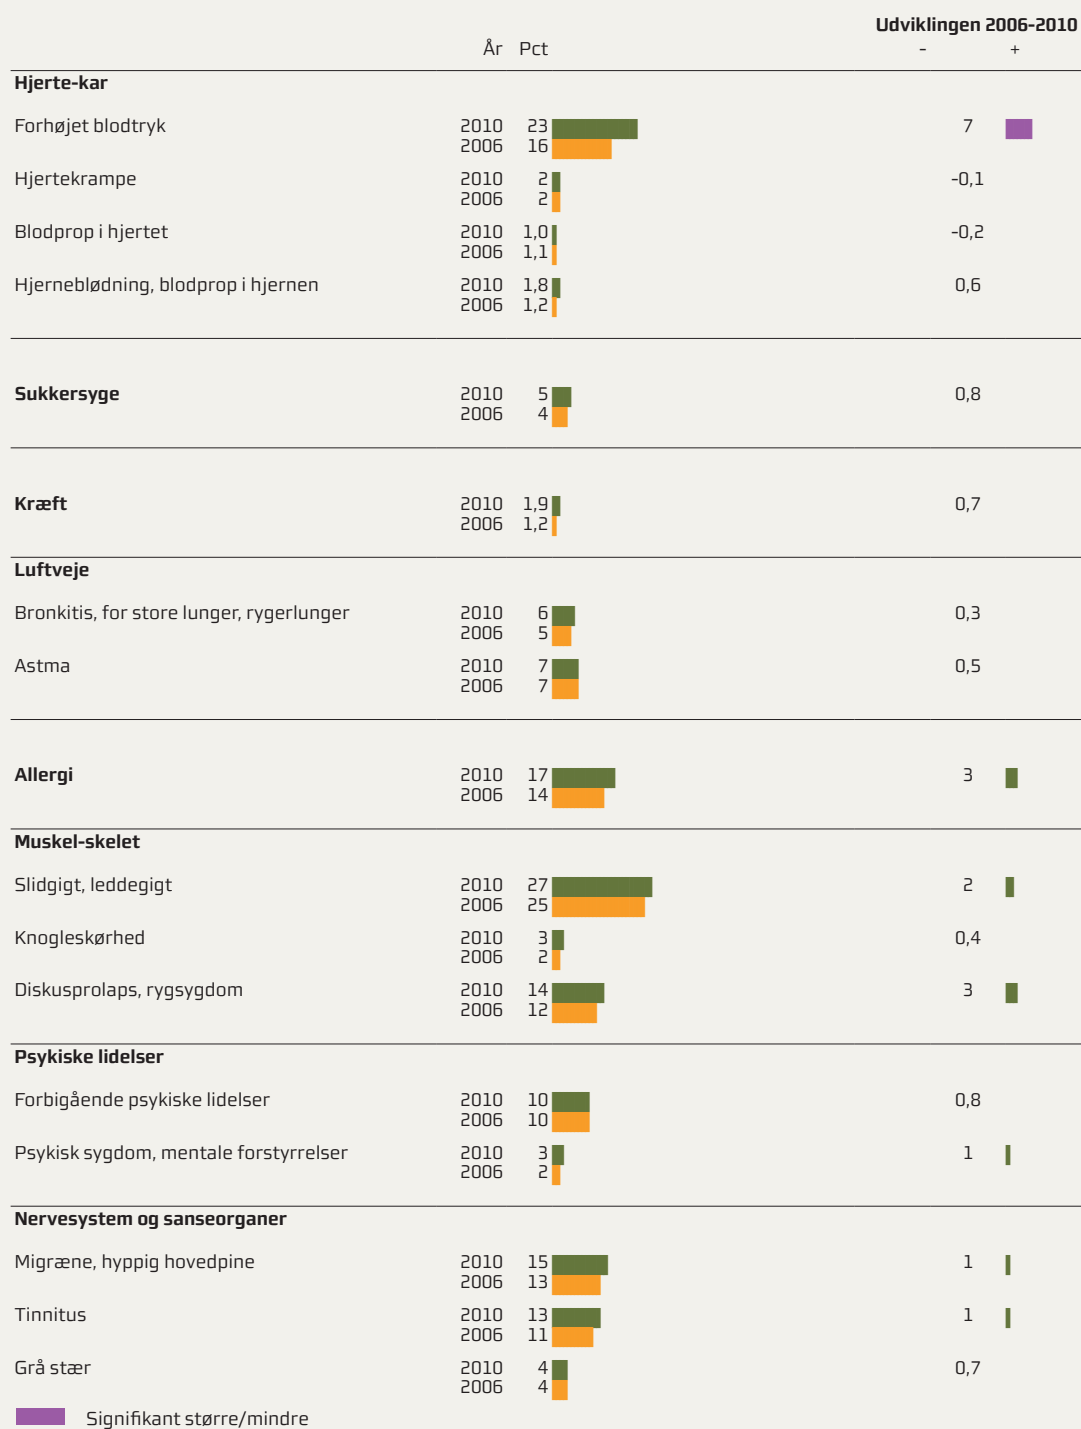 Udviklingen 2006-2010
År Pct - +
Hjerte-kar
Forhøjet blodtryk 2010 23 7
2006 16
Hjertekrampe 2010 2 -0,1
2006 2
Blodprop i hjertet 2010 1,0 -0,2
2006 1,1
Hjerneblødning, blodprop i hjernen 2010 1,8 0,6
2006 1,2
Sukkersyge 2010 5 0,8
2006 4
Kræft 2010 1,9 0,7
2006 1,2
Luftveje
Bronkitis, for store lunger, rygerlunger 2010 6 0,3
2006 5
Astma 2010 7 0,5
2006 7
Allergi 2010 17 3
2006 14
Muskel-skelet
Slidgigt, leddegigt 2010 27 2
2006 25
Knogleskørhed 2010 3 0,4
2006 2
Diskusprolaps, rygsygdom 2010 14 3
2006 12
Psykiske lidelser
Forbigående psykiske lidelser 2010 10 0,8
2006 10
Psykisk sygdom, mentale forstyrrelser 2010 3 1
2006 2
Nervesystem og sanseorganer
Migræne, hyppig hovedpine 2010 15 1
2006 13
Tinnitus 2010 13 1
2006 11
Grå stær 2010 4 0,7
2006 4
Signifikant større/mindre